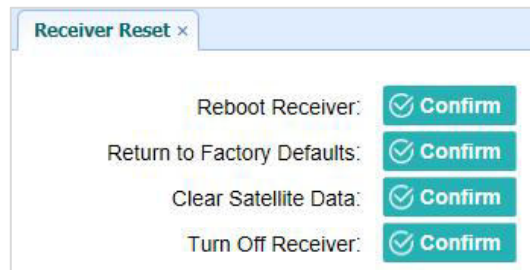 Receiver Reset ×
Reboot Receiver: Confirm
Return to Factory Defaults: Confirm
Clear Satellite Data: Confirm
Turn Off Receiver: Confirm